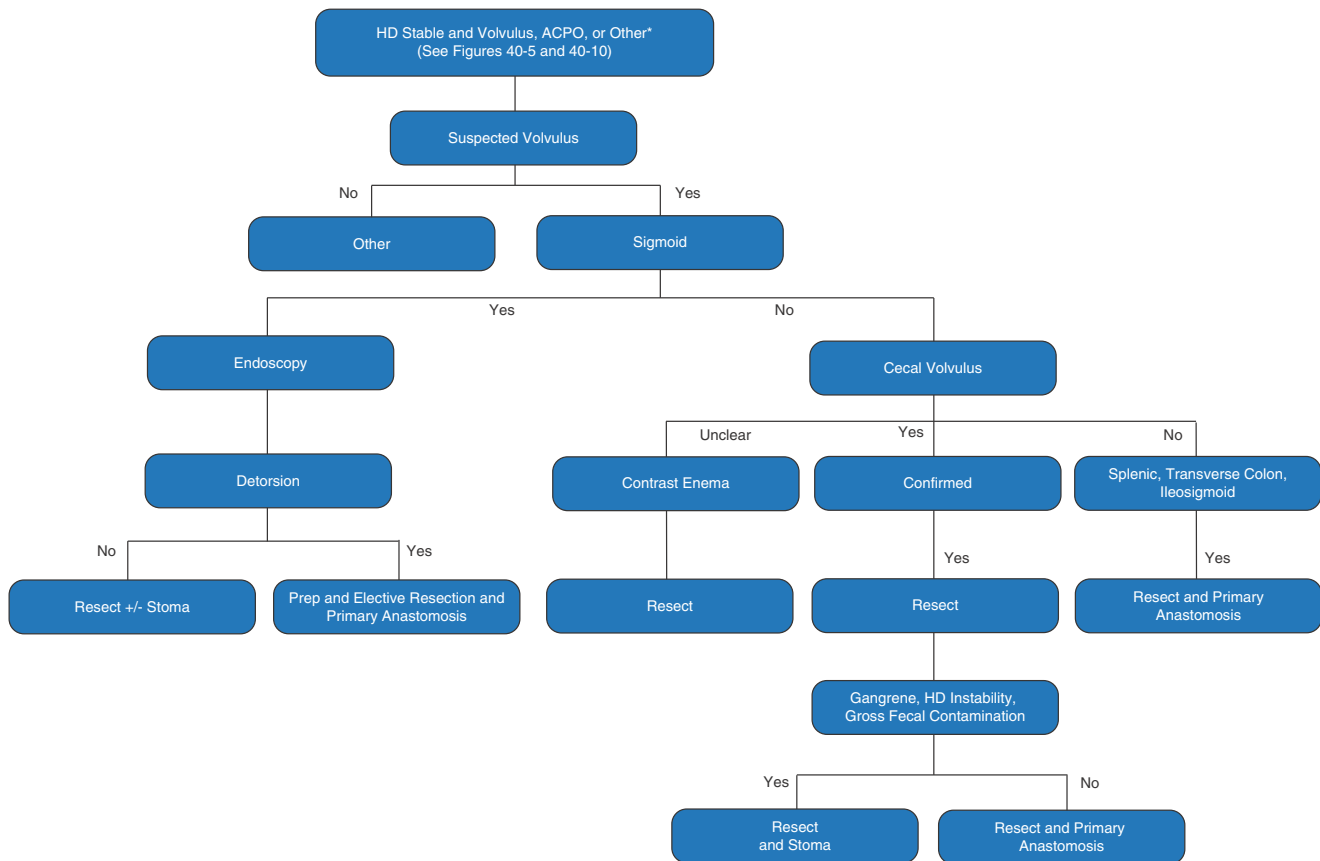 HD Stable and Volvulus, ACPO, or Other*
(See Figures 40-5 and 40-10)
Suspected Volvulus
No
Yes
Other
Sigmoid
Yes
No
Endoscopy
Cecal Volvulus
Unclear
Yes
No
Detorsion
Contrast Enema
Confirmed
Splenic, Transverse Colon,
Ileosigmoid
No
Yes
Yes
Yes
Resect +/- Stoma
Prep and Elective Resection and
Primary Anastomosis
Resect
Resect
Resect and Primary
Anastomosis
Gangrene, HD Instability,
Gross Fecal Contamination
Yes
No
Resect
and Stoma
Resect and Primary
Anastomosis